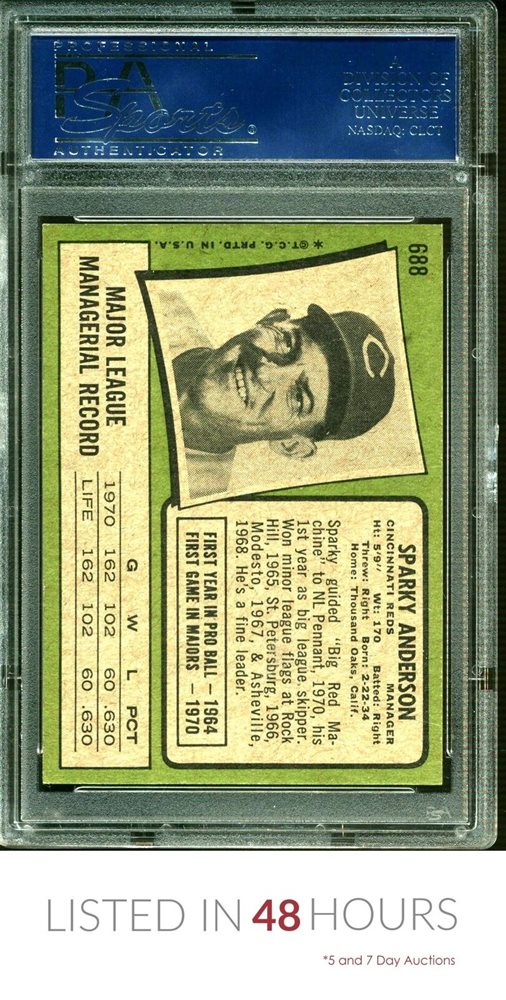 PROFESSIONAL
PSA
Sports®
AUTHENTICATOR
A
DIVISION OF
COLLECTORS
UNIVERSE
NASDAQ: CLCT
688
*©T.C.G. PRTD. IN U.S.A.
SPARKY ANDERSON
CINCINNATI REDS MANAGER
Ht: 5'9" Wt: 170 Batted: Right
Threw: Right Born: 2-22-34
Home: Thousand Oaks, Calif.
Sparky guided "Big Red Ma-
chine" to NL Pennant, 1970, his
1st year as big league skipper.
Won minor league flags at Rock
Hill, 1965, St. Petersburg, 1966,
Modesto, 1967, & Asheville,
1968. He's a fine leader.
FIRST YEAR IN PRO BALL — 1964
FIRST GAME IN MAJORS — 1970
C
MAJOR LEAGUE
MANAGERIAL RECORD
G W L PCT
1970 162 102 60 .630
LIFE 162 102 60 .630
PSA
LISTED IN 48 HOURS
*5 and 7 Day Auctions